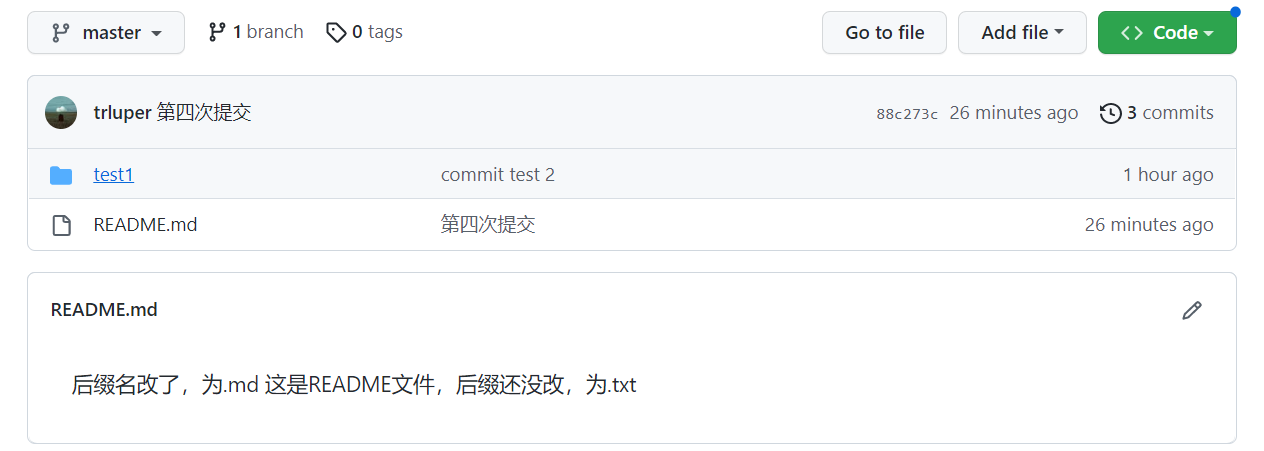 master 1 branch 0 tags Go to file Add file Code
trluper 第四次提交 88c273c 26 minutes ago 3 commits
test1 commit test 2 1 hour ago
README.md 第四次提交 26 minutes ago
README.md
后缀名改了，为.md 这是README文件，后缀还没改，为.txt